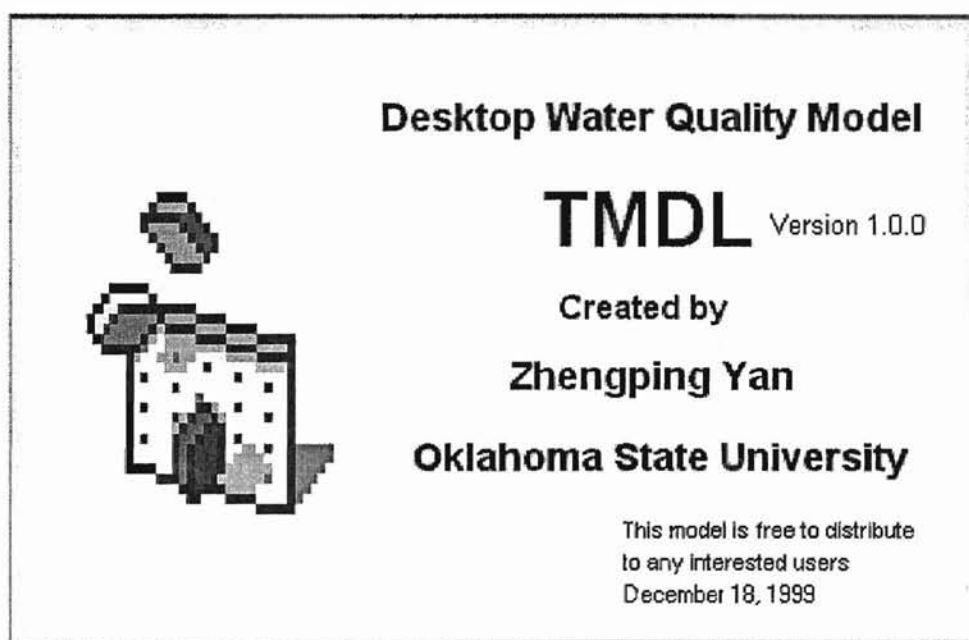 Desktop Water Quality Model
TMDL Version 1.0.0
Created by
Zhengping Yan
Oklahoma State University
This model is free to distribute
to any interested users
December 18, 1999